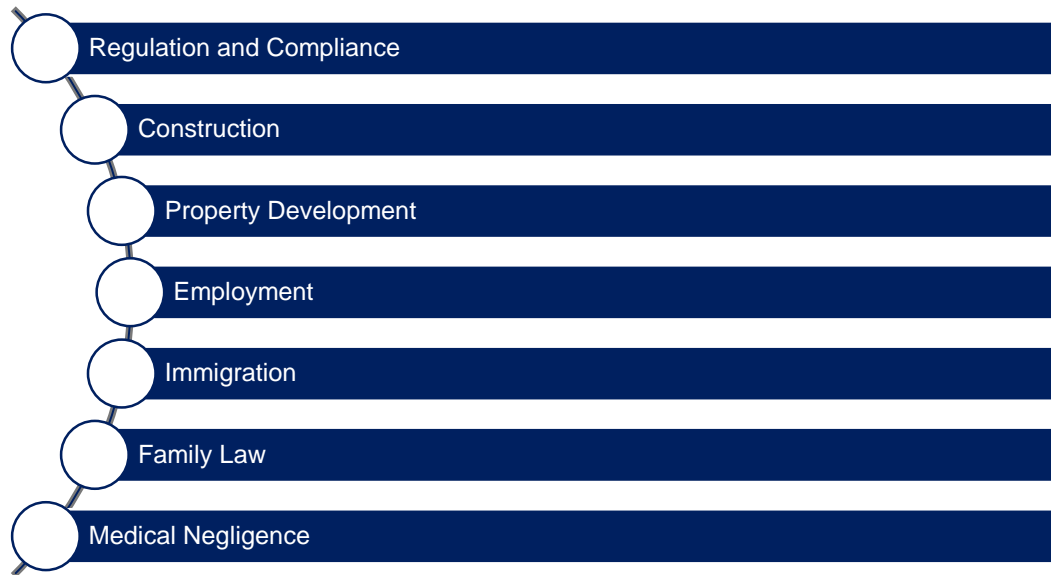 Regulation and Compliance
Construction
Property Development
Employment
Immigration
Family Law
Medical Negligence